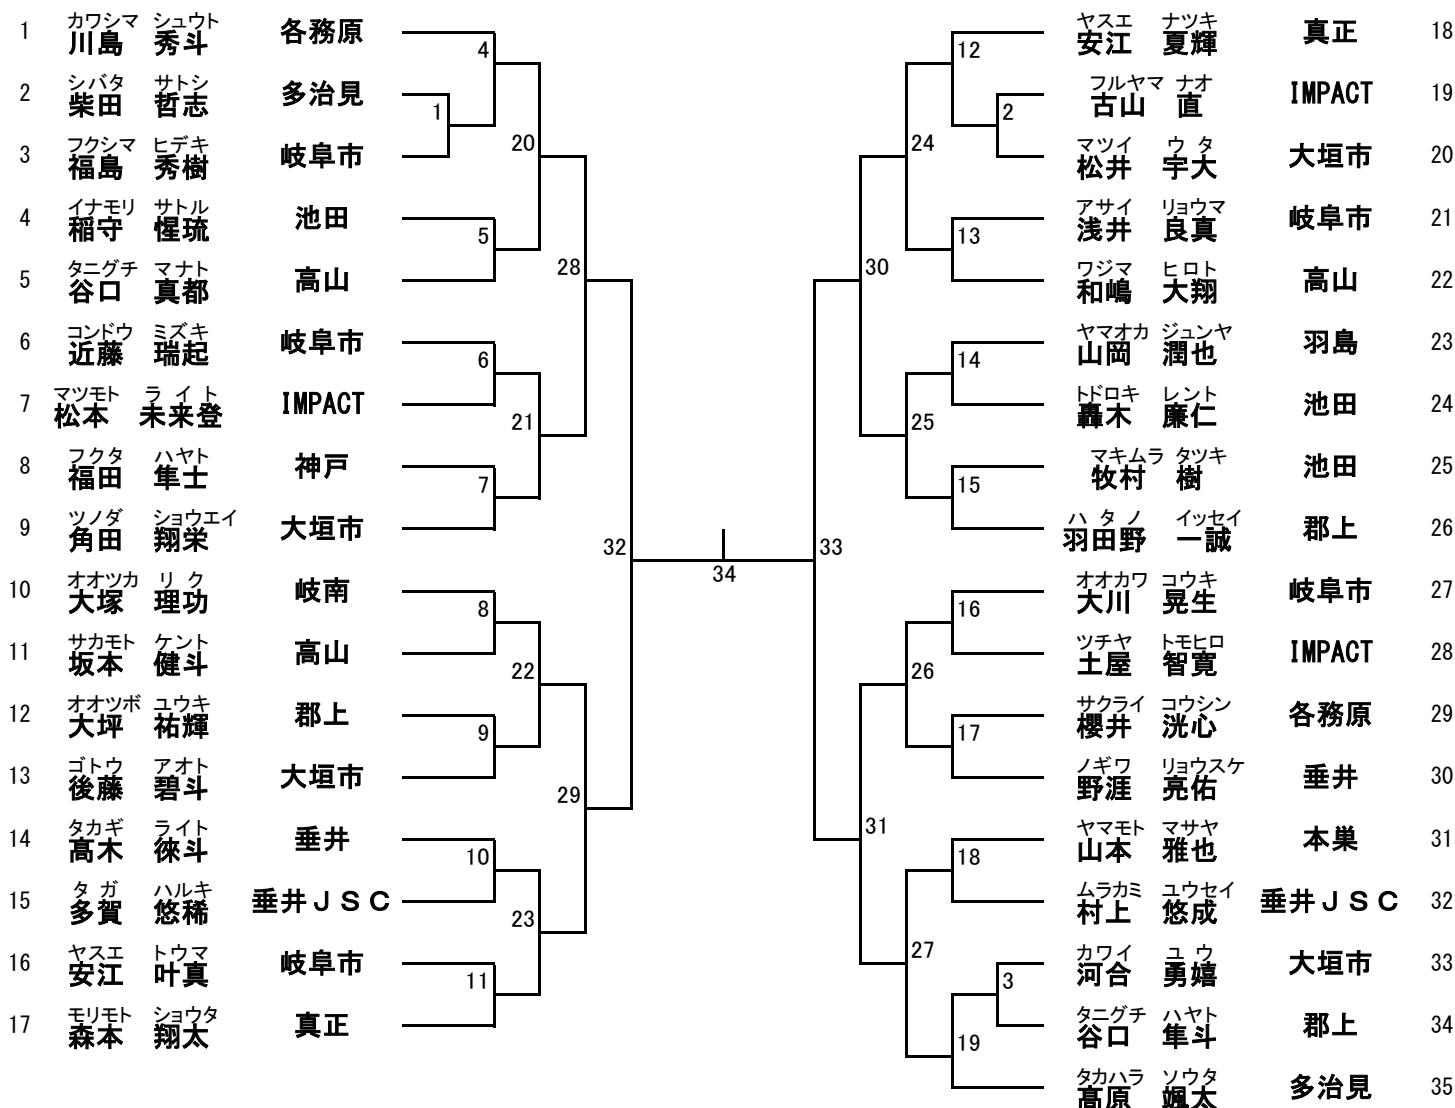 カワシマ シュウト
1 川島 秀斗 各務原
シバタ サトシ
2 柴田 哲志 多治見
フクシマ ヒデキ
3 福島 秀樹 岐阜市
イナモリ サトル
4 稲守 惺琉 池田
タニグチ マナト
5 谷口 真都 高山
コンドウ ミズキ
6 近藤 瑞起 岐阜市
マツモト ライト
7 松本 未来登 IMPACT
フクタ ハヤト
8 福田 隼士 神戸
ツノダ ショウエイ
9 角田 翔栄 大垣市
オオツカ リク
10 大塚 理功 岐南
サカモト ケント
11 坂本 健斗 高山
オオツボ ユウキ
12 大坪 祐輝 郡上
ゴトウ アオト
13 後藤 碧斗 大垣市
タカギ ライト
14 髙木 徠斗 垂井
タガ ハルキ
15 多賀 悠稀 垂井JSC
ヤスエ トウマ
16 安江 叶真 岐阜市
モリモト ショウタ
17 森本 翔太 真正
4
1
20
5
28
6
21
7
32
8
22
9
29
10
23
11
34
33
12
2
24
13
30
14
25
15
16
26
17
31
18
27
3
19
ヤスエ ナツキ
安江 夏輝 真正 18
フルヤマ ナオ
古山 直 IMPACT 19
マツイ ウタ
松井 宇大 大垣市 20
アサイ リョウマ
浅井 良真 岐阜市 21
ワジマ ヒロト
和嶋 大翔 高山 22
ヤマオカ ジュンヤ
山岡 潤也 羽島 23
トドロキ レント
轟木 廉仁 池田 24
マキムラ タツキ
牧村 樹 池田 25
ハタノ イッセイ
羽田野 一誠 郡上 26
オオカワ コウキ
大川 晃生 岐阜市 27
ツチヤ トモヒロ
土屋 智寛 IMPACT 28
サクライ コウシン
櫻井 洸心 各務原 29
ノギワ リョウスケ
野涯 亮佑 垂井 30
ヤマモト マサヤ
山本 雅也 本巣 31
ムラカミ ユウセイ
村上 悠成 垂井JSC 32
カワイ ユウ
河合 勇嬉 大垣市 33
タニグチ ハヤト
谷口 隼斗 郡上 34
タカハラ ソウタ
髙原 颯太 多治見 35